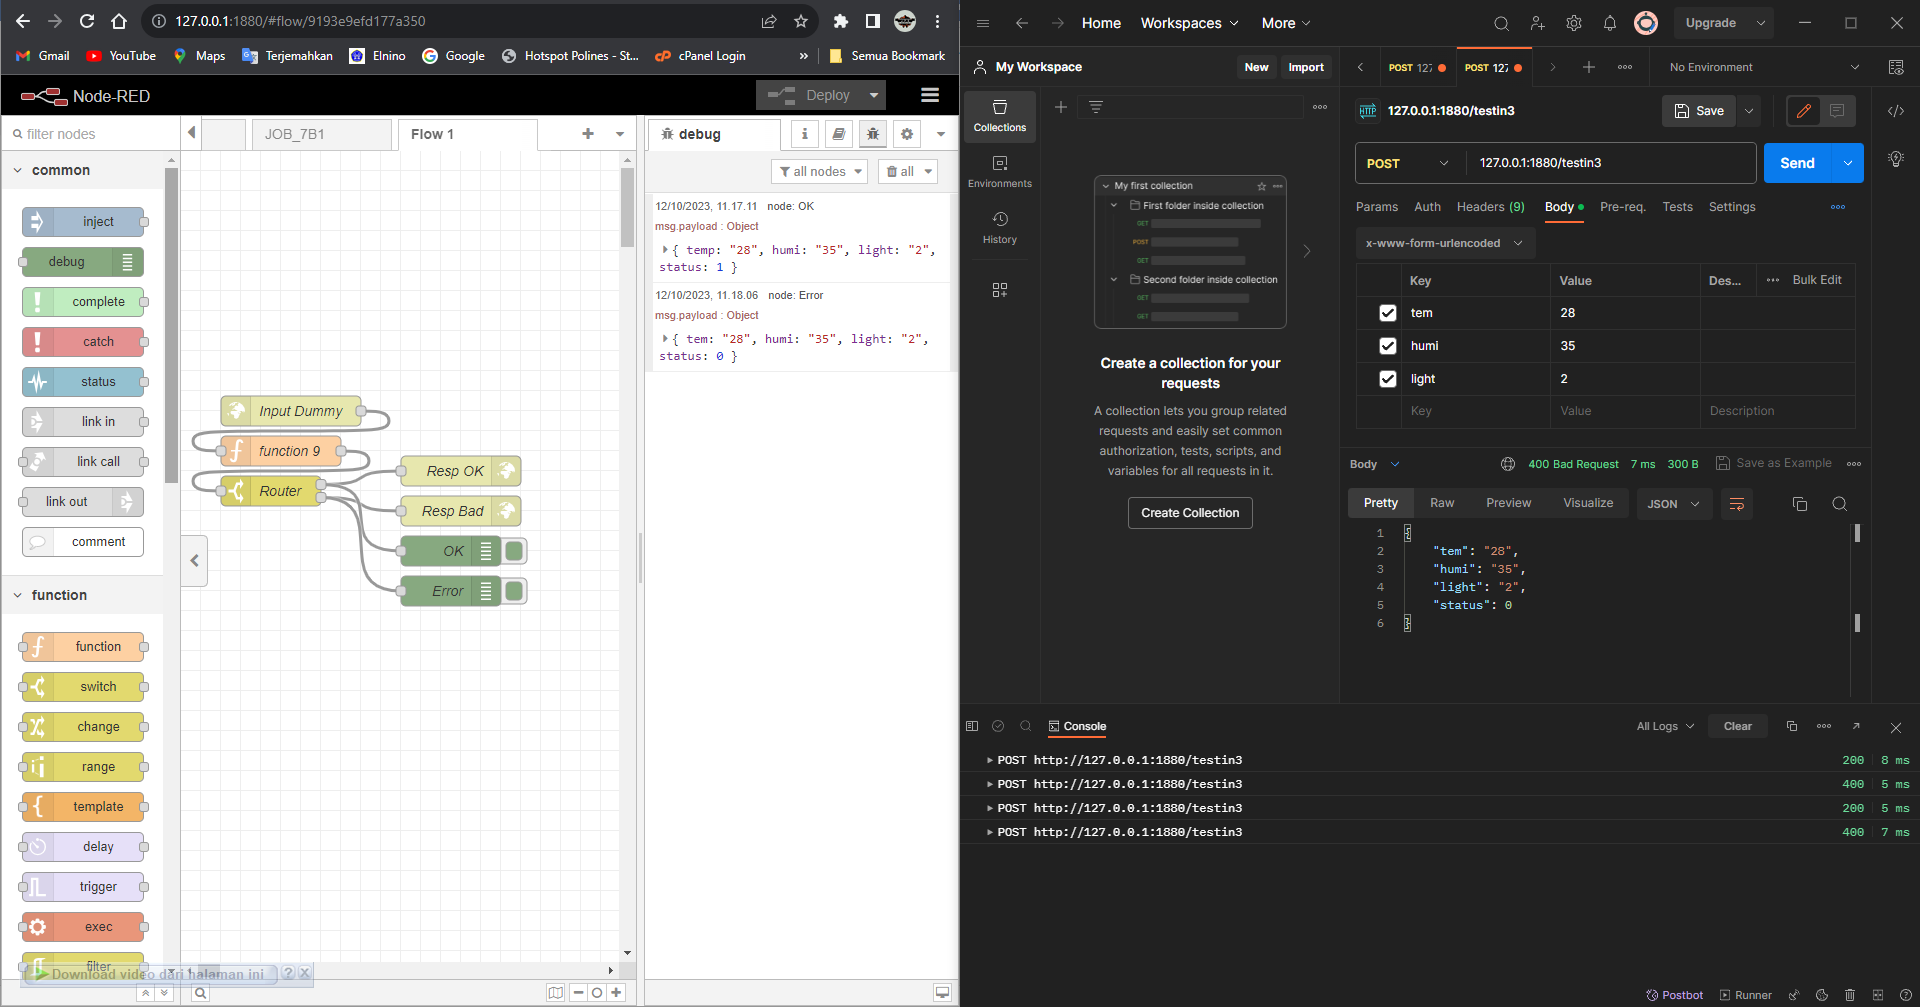 127.0.0.1:1880/#flow/9193e9efd177a350
Gmail
YouTube
Maps
Terjemahkan
Elnino
Google
Hotspot Polines - St...
cPanel Login
»
Semua Bookmark
Node-RED
Deploy
filter nodes
JOB_7B1
Flow 1
common
inject
debug
complete
catch
status
link in
link call
link out
comment
function
function
switch
change
range
template
delay
trigger
exec
filter
Download video dari halaman ini
Input Dummy
function 9
Router
Resp OK
Resp Bad
OK
Error
debug
all nodes
all
12/10/2023, 11.17.11 node: OK
msg.payload : Object
{ temp: "28", humi: "35", light: "2",
status: 1 }
12/10/2023, 11.18.06 node: Error
msg.payload : Object
{ tem: "28", humi: "35", light: "2",
status: 0 }
Home
Workspaces
More
Upgrade
My Workspace
New
Import
POST 127
POST 127
No Environment
Collections
Environments
History
My first collection
First folder inside collection
GET
POST
GET
Second folder inside collection
GET
GET
Create a collection for your
requests
A collection lets you group related
requests and easily set common
authorization, tests, scripts, and
variables for all requests in it.
Create Collection
HTTP
127.0.0.1:1880/testin3
Save
POST
127.0.0.1:1880/testin3
Send
Params
Auth
Headers (9)
Body
Pre-req.
Tests
Settings
x-www-form-urlencoded
Key
Value
Des...
Bulk Edit
tem
28
humi
35
light
2
Key
Value
Description
Body
400 Bad Request
7 ms
300 B
Save as Example
Pretty
Raw
Preview
Visualize
JSON
1 {
2 "tem": "28",
3 "humi": "35",
4 "light": "2",
5 "status": 0
6 }
Console
All Logs
Clear
POST http://127.0.0.1:1880/testin3 200 8 ms
POST http://127.0.0.1:1880/testin3 400 5 ms
POST http://127.0.0.1:1880/testin3 200 5 ms
POST http://127.0.0.1:1880/testin3 400 7 ms
Postbot
Runner